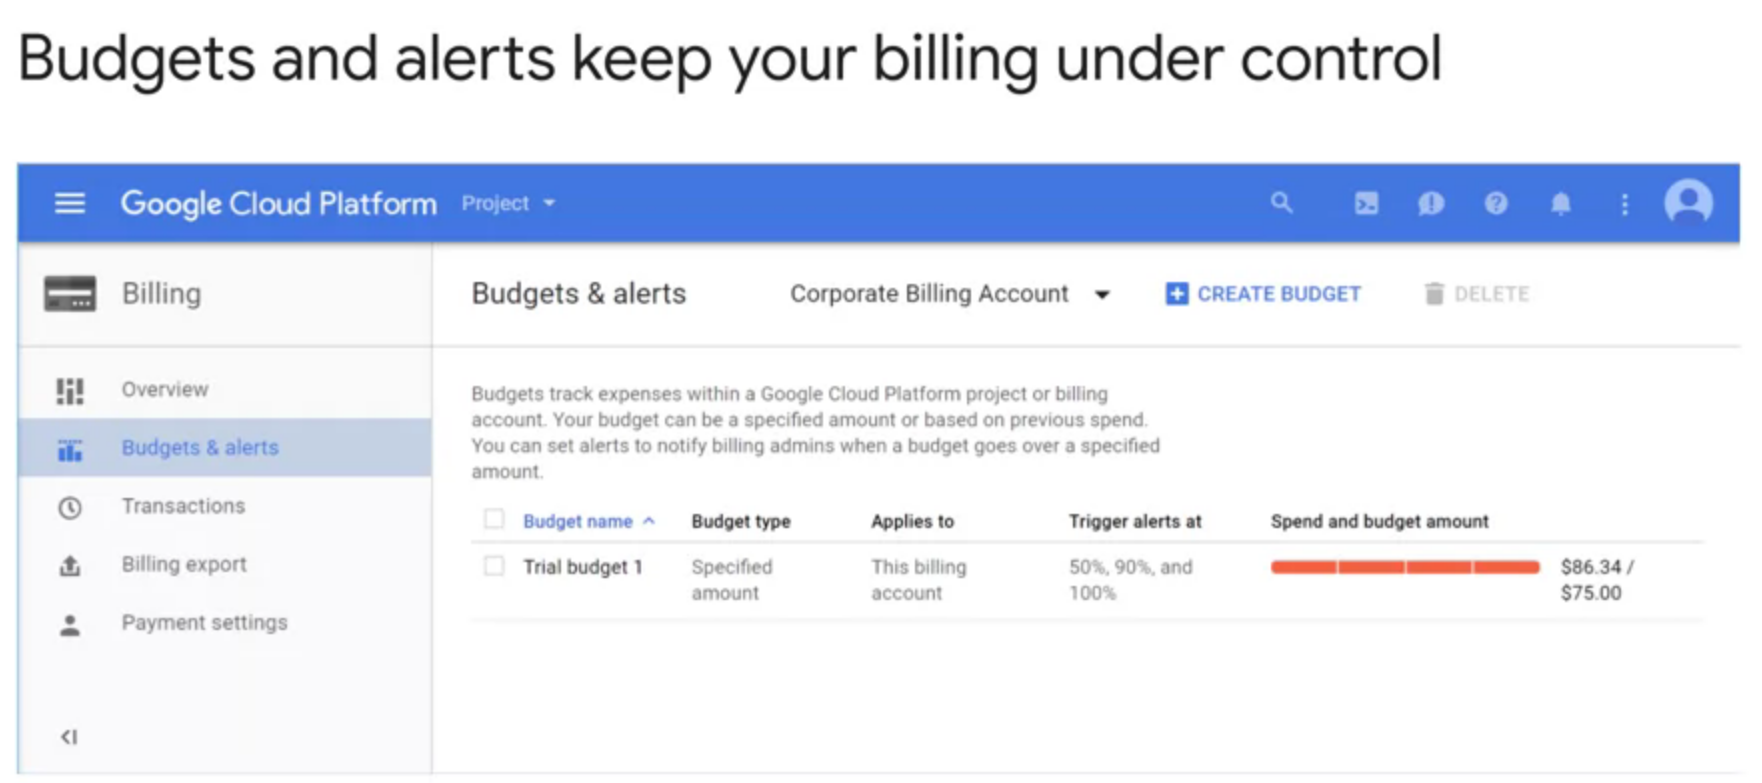 Budgets and alerts keep your billing under control
Google Cloud Platform Project
Billing
Budgets & alerts Corporate Billing Account CREATE BUDGET DELETE
Overview
Budgets & alerts
Transactions
Billing export
Payment settings
Budgets track expenses within a Google Cloud Platform project or billing
account. Your budget can be a specified amount or based on previous spend.
You can set alerts to notify billing admins when a budget goes over a specified
amount.
Budget name Budget type Applies to Trigger alerts at Spend and budget amount
Trial budget 1 Specified This billing 50%, 90%, and $86.34 /
amount account 100% $75.00